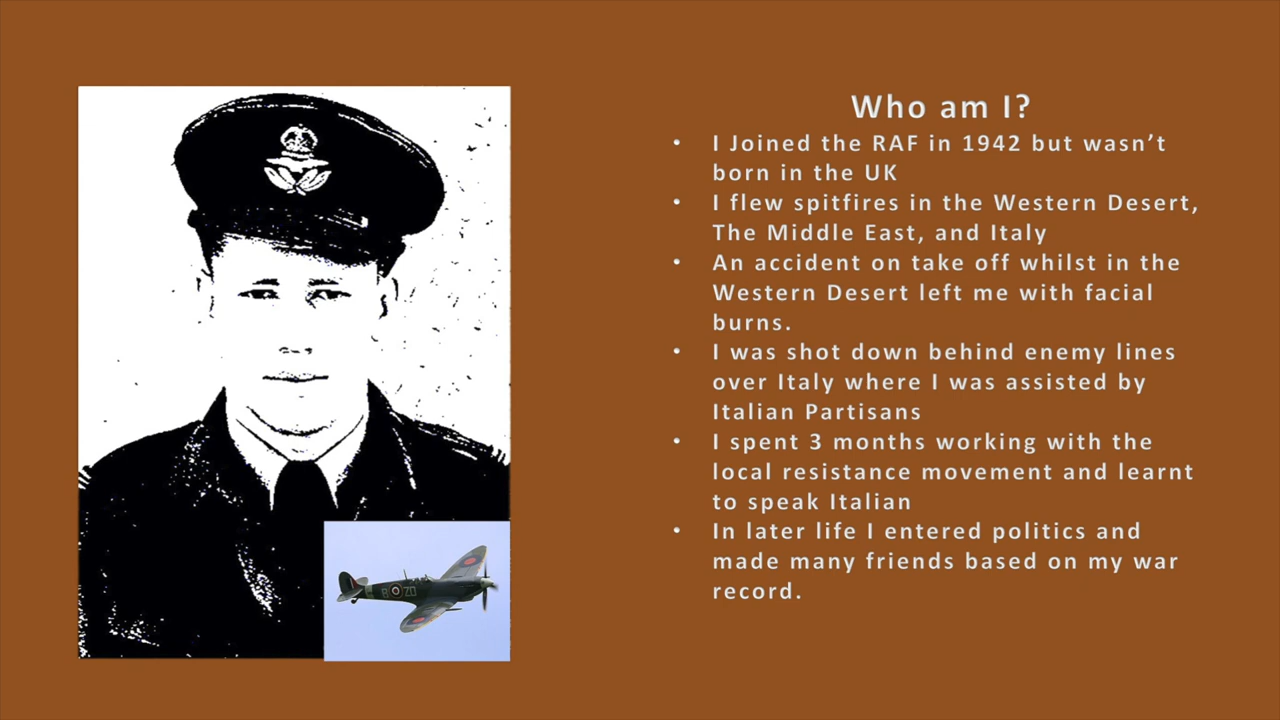 Who am I?
• I Joined the RAF in 1942 but wasn’t
born in the UK
• I flew spitfires in the Western Desert,
The Middle East, and Italy
• An accident on take off whilst in the
Western Desert left me with facial
burns.
• I was shot down behind enemy lines
over Italy where I was assisted by
Italian Partisans
• I spent 3 months working with the
local resistance movement and learnt
to speak Italian
• In later life I entered politics and
made many friends based on my war
record.
ZD